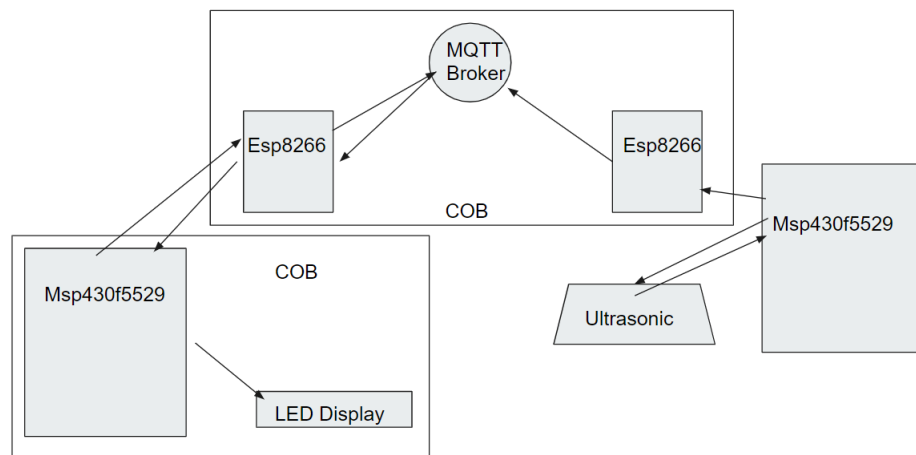 MQTT
Broker
Esp8266
Esp8266
COB
Msp430f5529
COB
Msp430f5529
Ultrasonic
LED Display